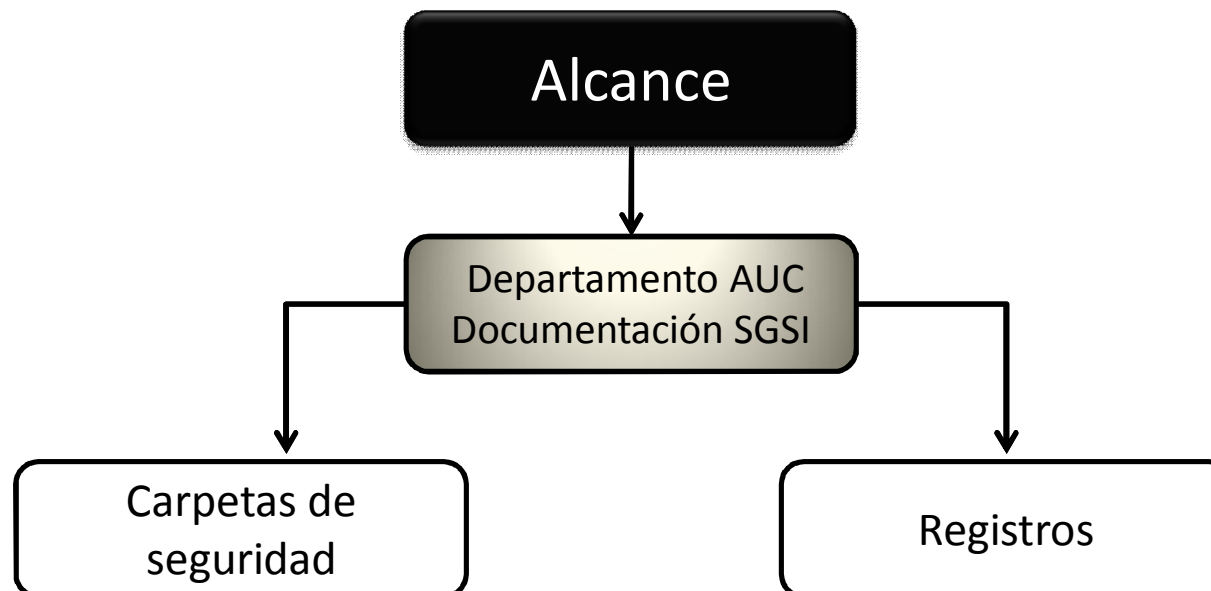 Alcance
Departamento AUC
Documentación SGSI
Carpetas de
seguridad
Registros